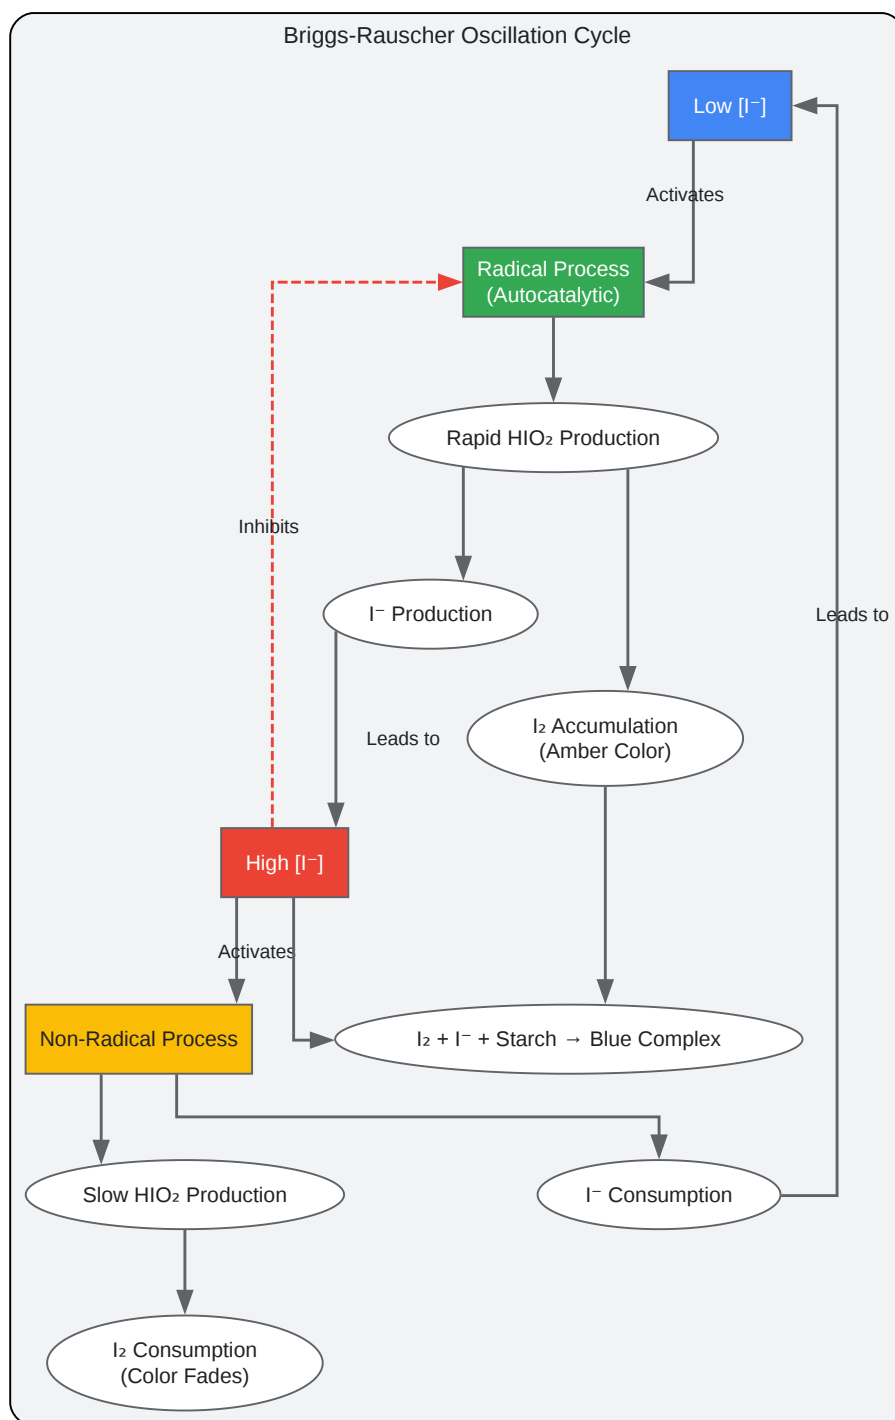 Briggs-Rauscher Oscillation Cycle
Low [I⁻]
Activates
Radical Process
(Autocatalytic)
Rapid HIO₂ Production
Inhibits
I⁻ Production
Leads to
I₂ Accumulation
(Amber Color)
Leads to
High [I⁻]
Activates
Non-Radical Process
I₂ + I⁻ + Starch → Blue Complex
Slow HIO₂ Production
I⁻ Consumption
I₂ Consumption
(Color Fades)